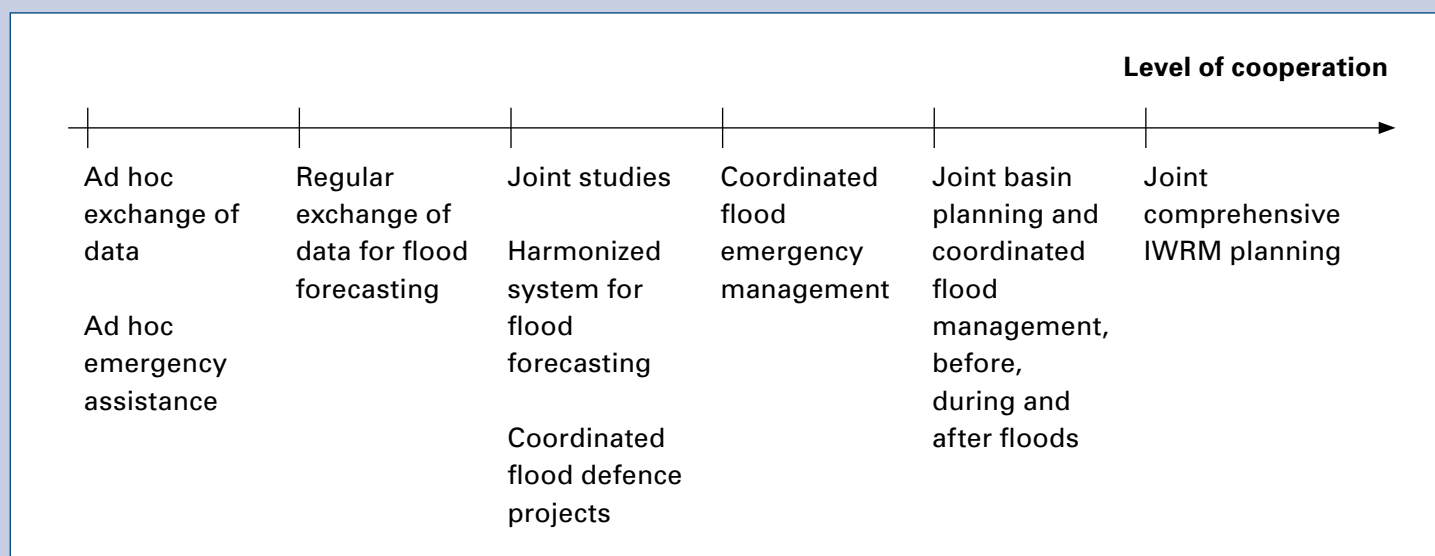 Level of cooperation
Ad hoc
exchange of
data
Ad hoc
emergency
assistance
Regular
exchange of
data for flood
forecasting
Joint studies
Harmonized
system for
flood
forecasting
Coordinated
flood defence
projects
Coordinated
flood
emergency
management
Joint basin
planning and
coordinated
flood
management,
before,
during and
after floods
Joint
comprehensive
IWRM planning